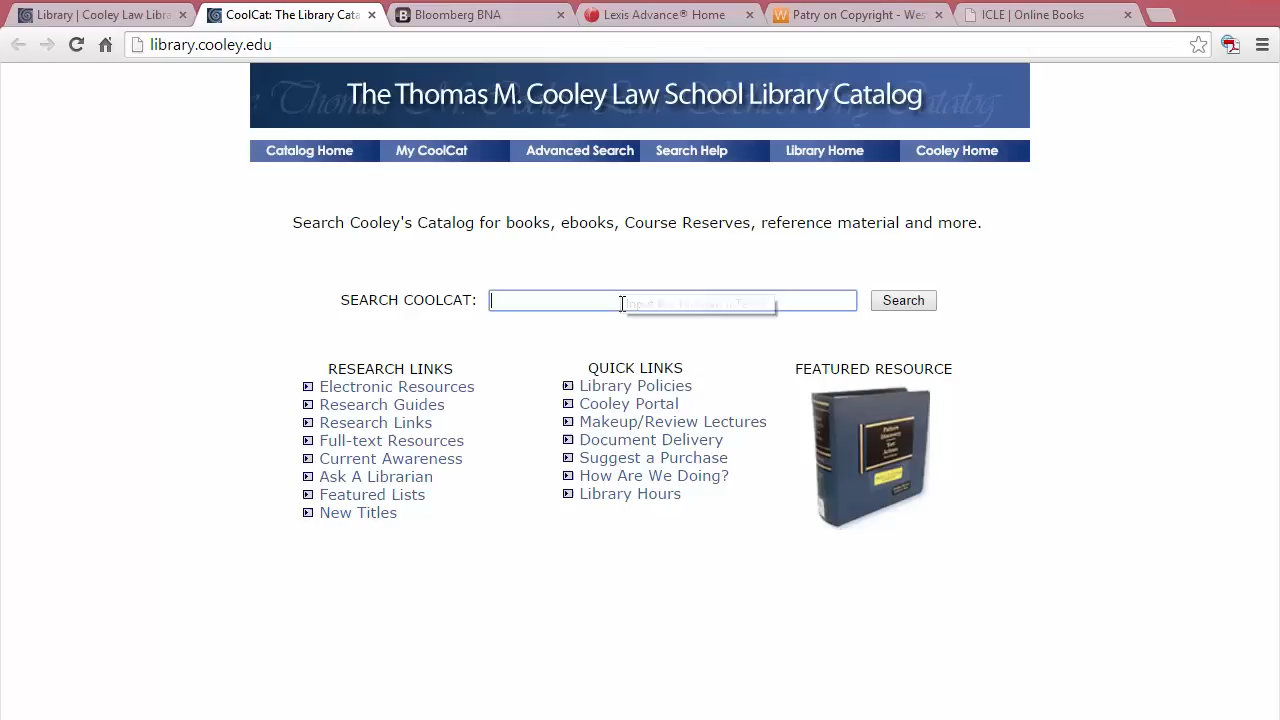 Library | Cooley Law Libra
CoolCat: The Library Cata
Bloomberg BNA
Lexis Advance® Home
Patry on Copyright - Wes
ICLE | Online Books
library.cooley.edu
The Thomas M. Cooley Law School Library Catalog
Catalog Home
My CoolCat
Advanced Search
Search Help
Library Home
Cooley Home
Search Cooley's Catalog for books, ebooks, Course Reserves, reference material and more.
SEARCH COOLCAT:
Search
RESEARCH LINKS
Electronic Resources
Research Guides
Research Links
Full-text Resources
Current Awareness
Ask A Librarian
Featured Lists
New Titles
QUICK LINKS
Library Policies
Cooley Portal
Makeup/Review Lectures
Document Delivery
Suggest a Purchase
How Are We Doing?
Library Hours
FEATURED RESOURCE